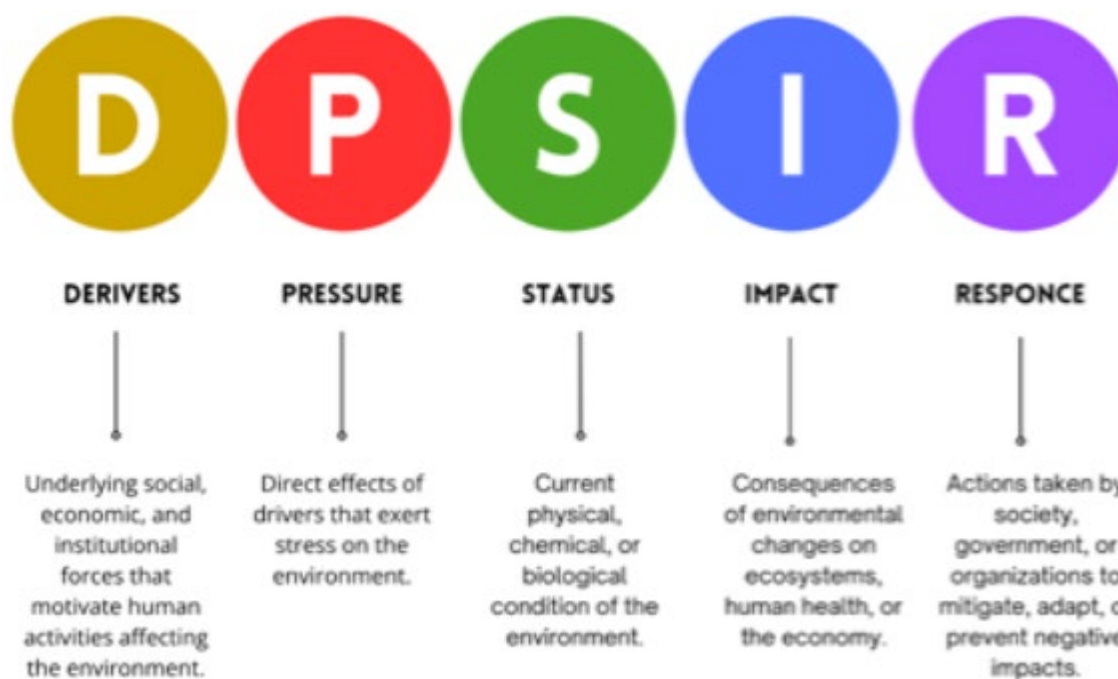 D P S I R
DERIVERS PRESSURE STATUS IMPACT RESPONCE
Underlying social,
economic, and
institutional
forces that
motivate human
activities affecting
the environment.
Direct effects of
drivers that exert
stress on the
environment.
Current
physical,
chemical, or
biological
condition of the
environment.
Consequences
of environmental
changes on
ecosystems,
human health, or
the economy.
Actions taken by
society,
government, or
organizations to
mitigate, adapt,
prevent negative
impacts.